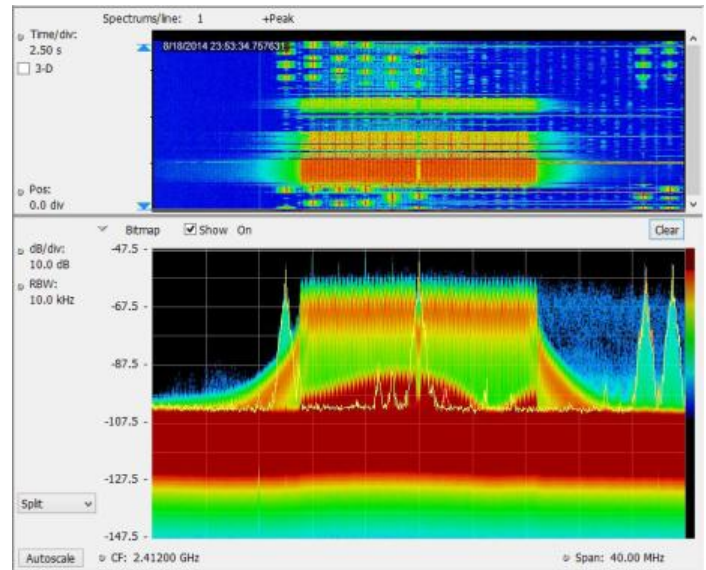 Spectrums/line: 1 +Peak
Time/div:
2.50 s
8/18/2014 23:53:34.757631
3-D
Pos:
0.0 div
Bitmap Show On Clear
dB/div:
10.0 dB
RBW:
10.0 kHz
-47.5
-67.5
-87.5
-107.5
-127.5
-147.5
Split
Autoscale CF: 2.41200 GHz Span: 40.00 MHz